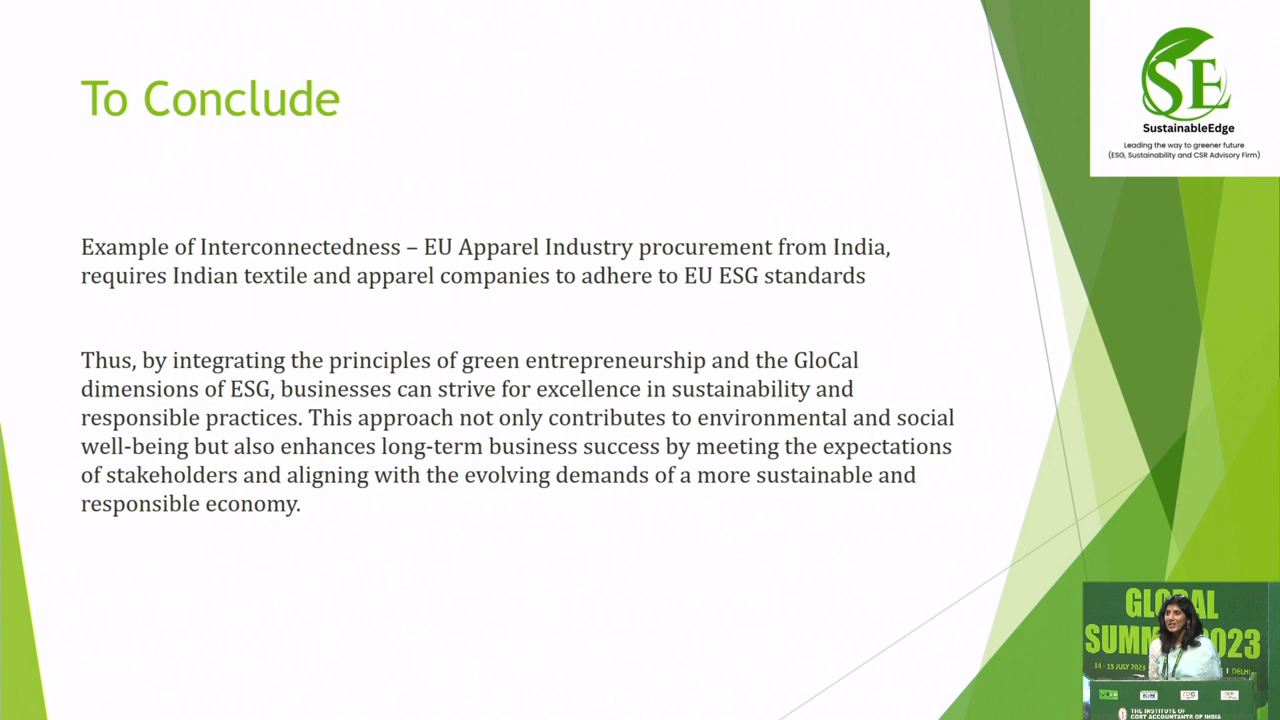 To Conclude
SE
SustainableEdge
Leading the way to greener future
(ESG, Sustainability and CSR Advisory Firm)
Example of Interconnectedness – EU Apparel Industry procurement from India,
requires Indian textile and apparel companies to adhere to EU ESG standards
Thus, by integrating the principles of green entrepreneurship and the GloCal
dimensions of ESG, businesses can strive for excellence in sustainability and
responsible practices. This approach not only contributes to environmental and social
well-being but also enhances long-term business success by meeting the expectations
of stakeholders and aligning with the evolving demands of a more sustainable and
responsible economy.
GLOBAL
SUMMIT 2023
14 - 15 JULY 2023
DELHI
THE INSTITUTE OF
COST ACCOUNTANTS OF INDIA